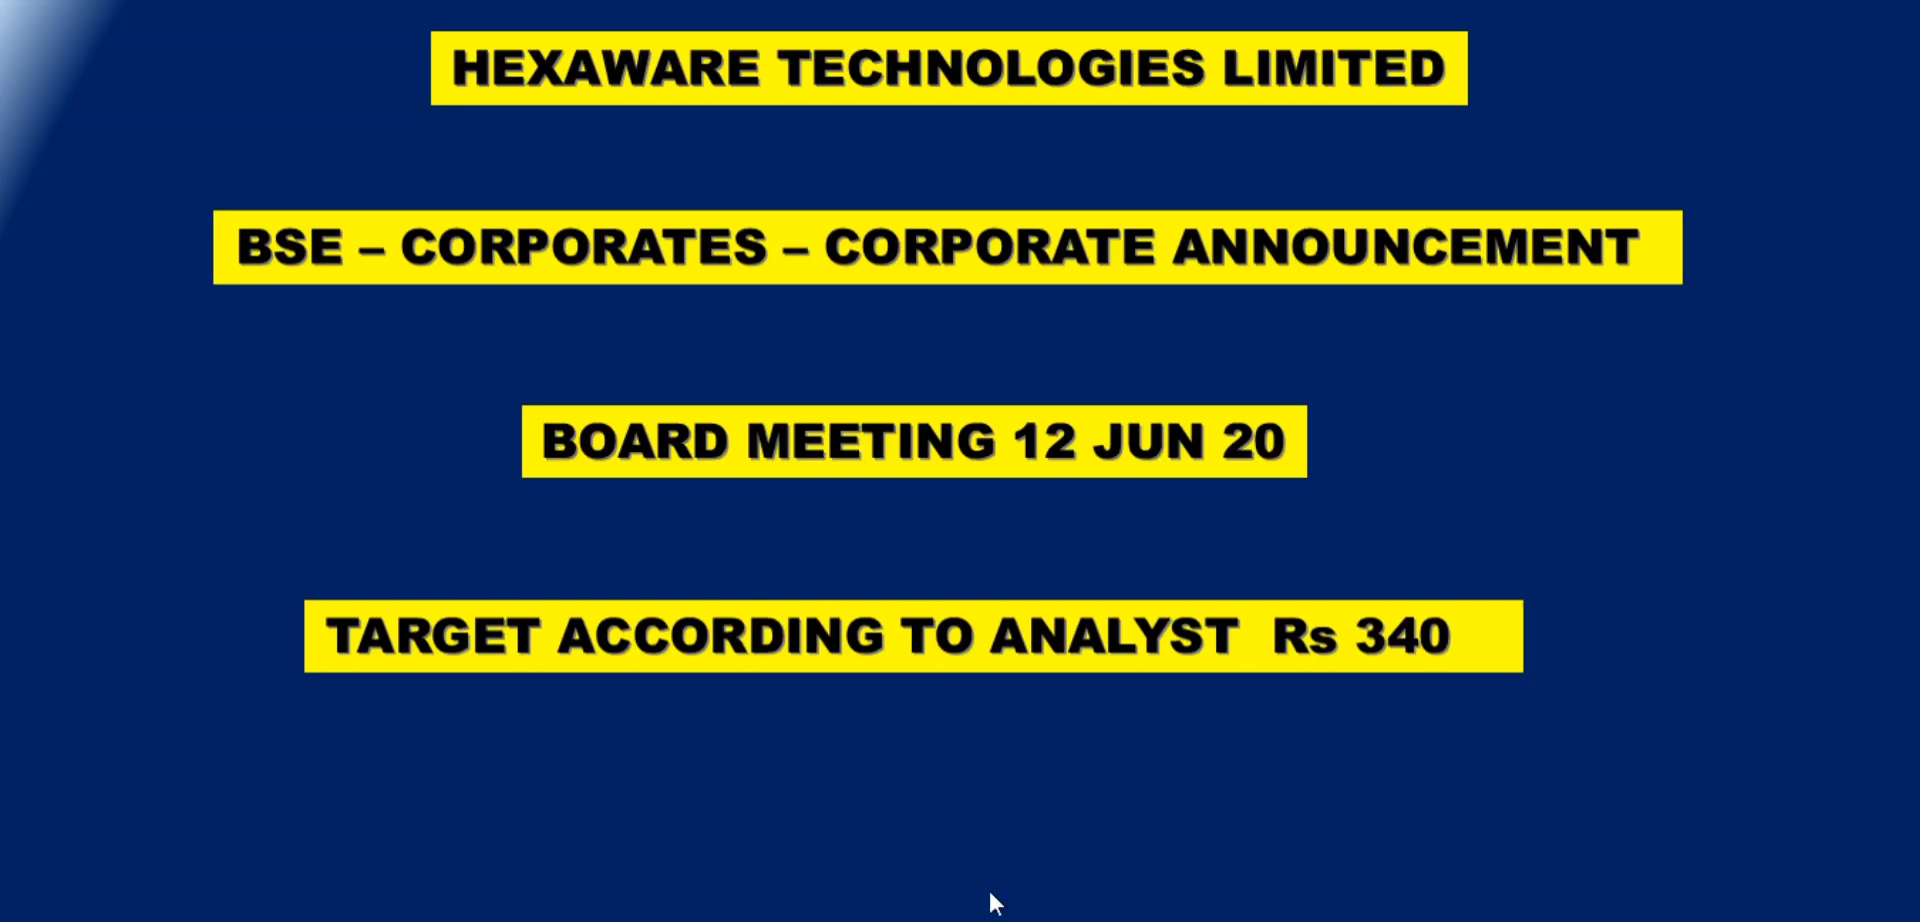 HEXAWARE TECHNOLOGIES LIMITED
BSE – CORPORATES – CORPORATE ANNOUNCEMENT
BOARD MEETING 12 JUN 20
TARGET ACCORDING TO ANALYST Rs 340